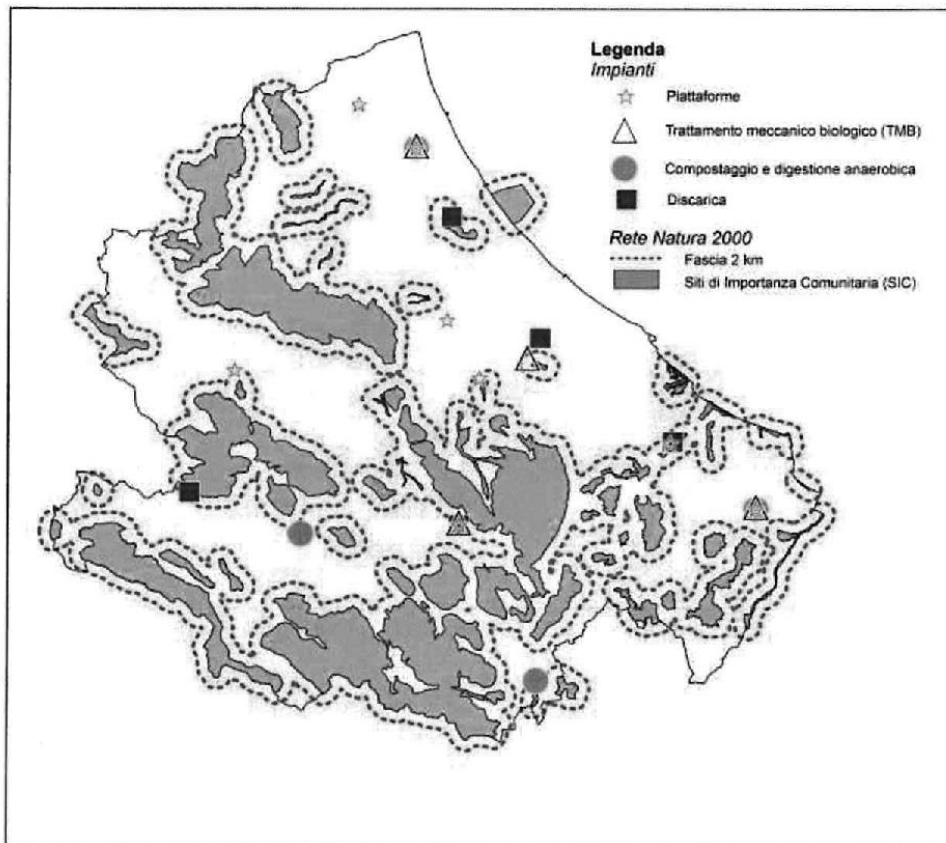 Legenda
Impianti
Piattaforme
Trattamento meccanico biologico (TMB)
Compostaggio e digestione anaerobica
Discarica
Rete Natura 2000
Fascia 2 km
Siti di Importanza Comunitaria (SIC)